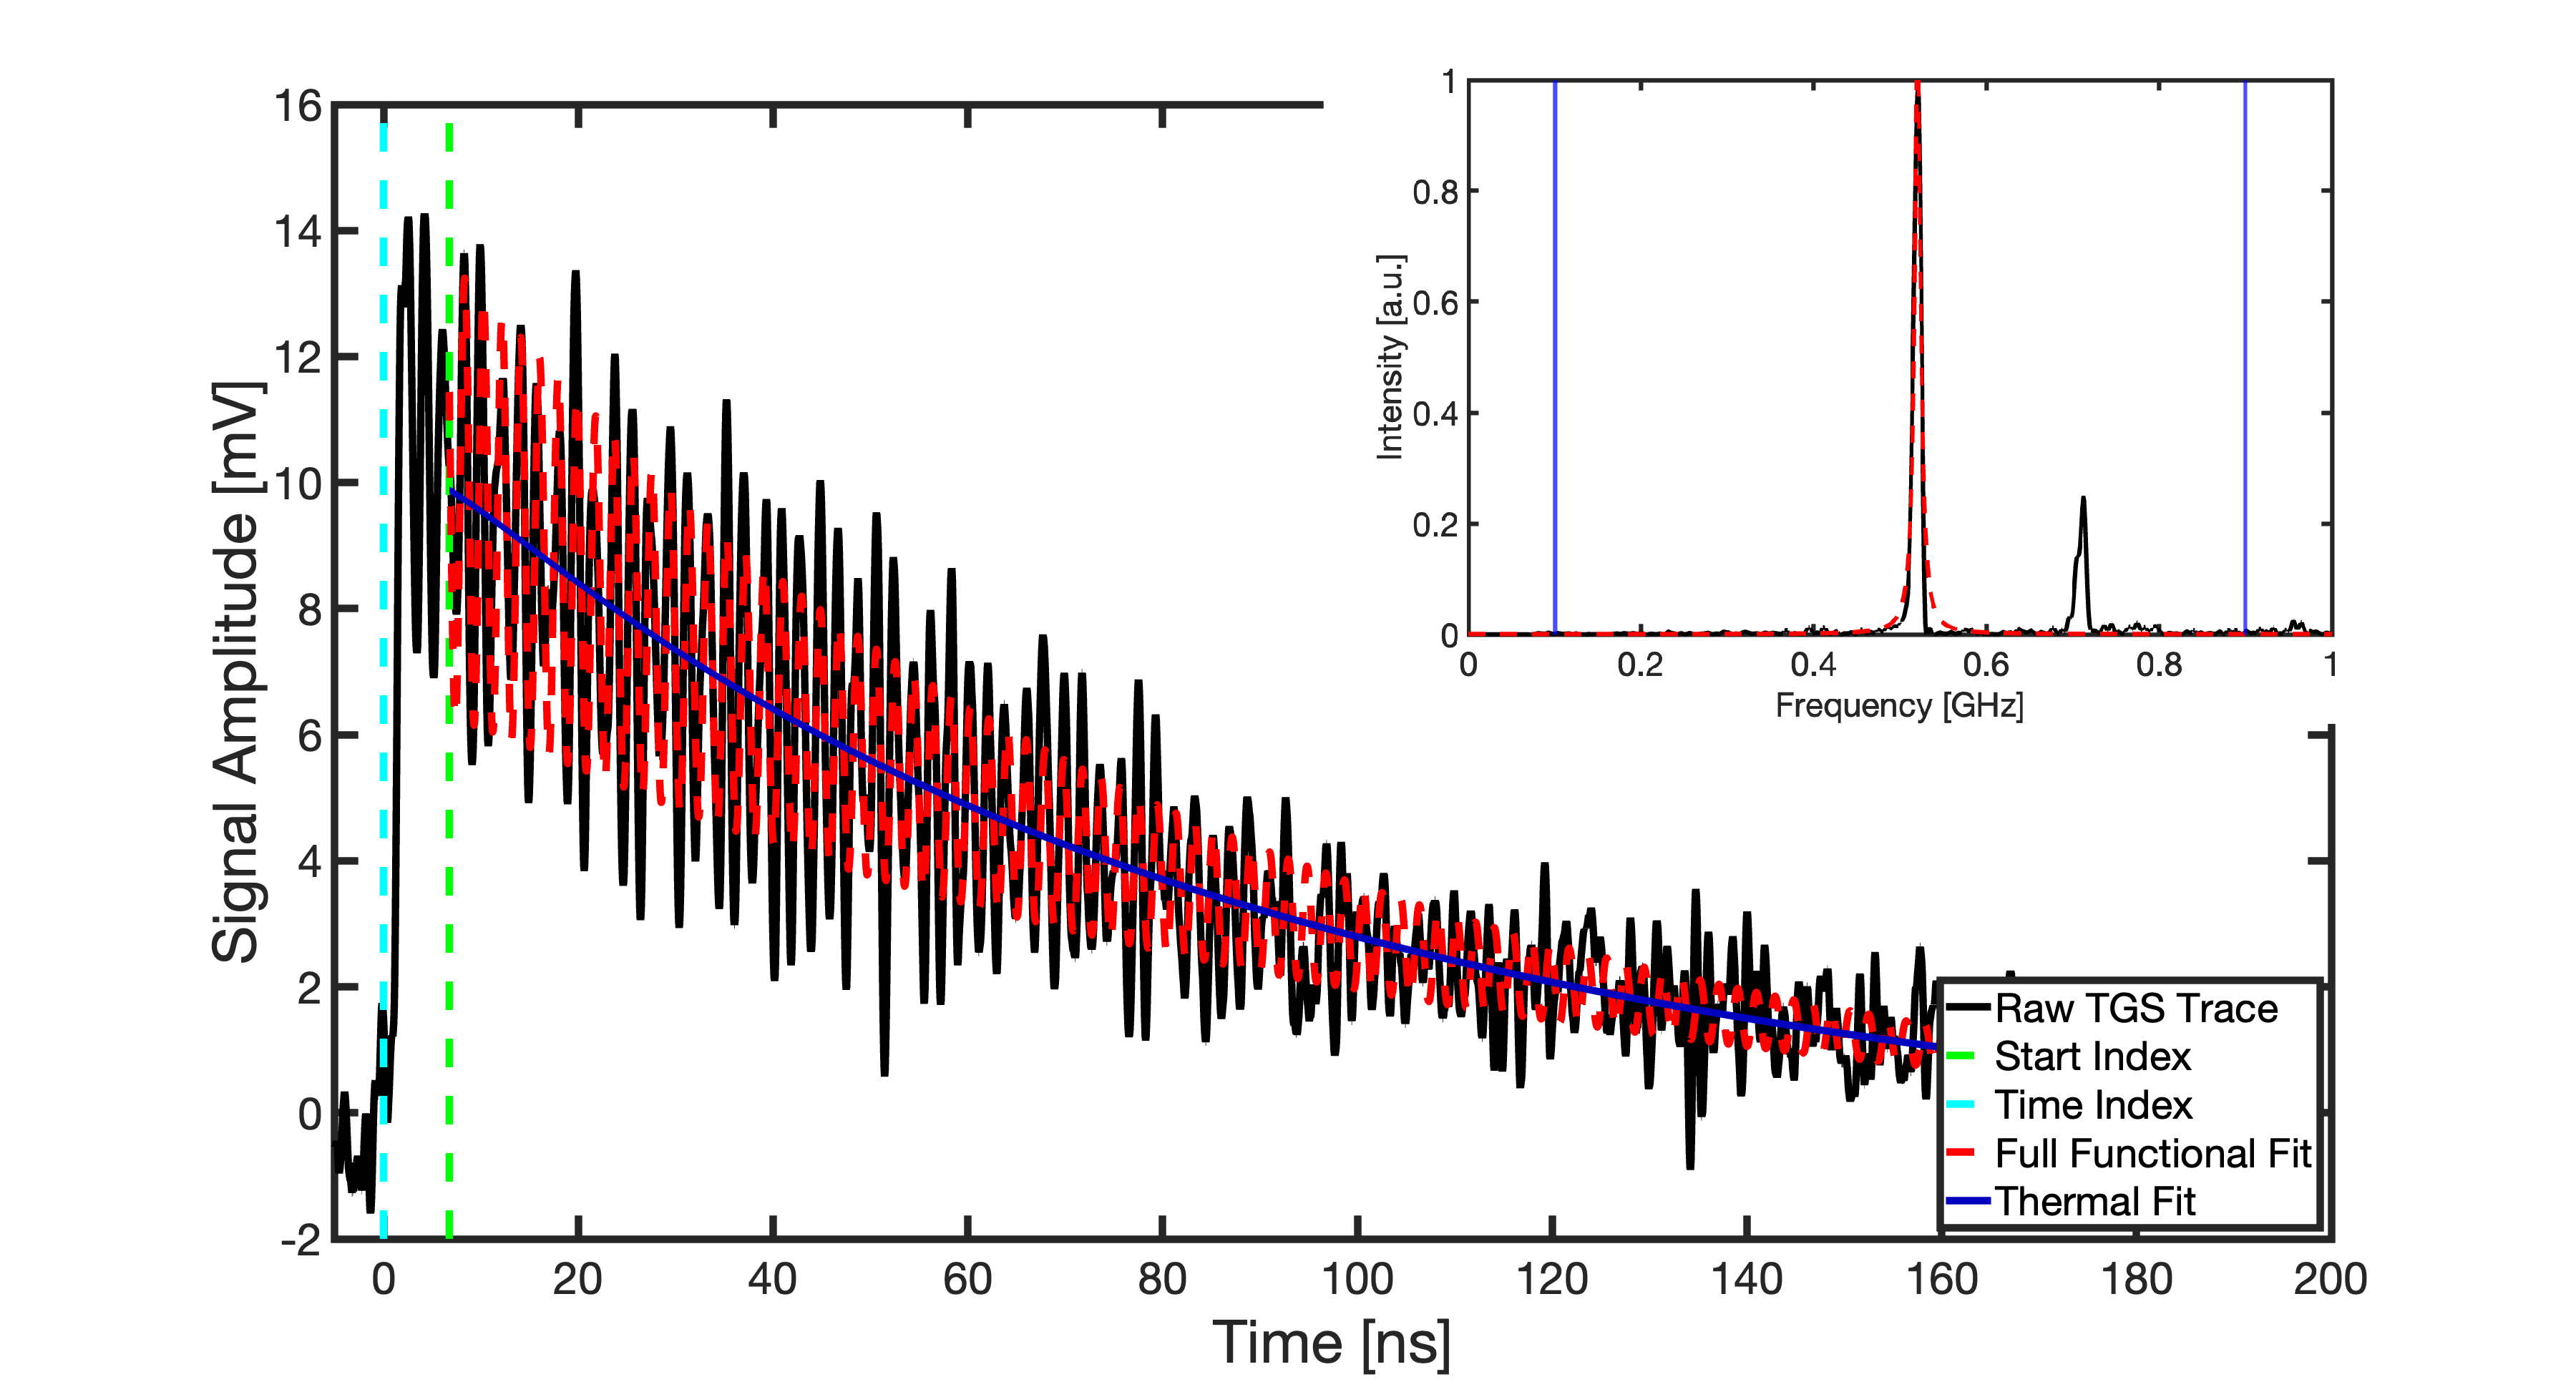 16
14
12
10
8
6
4
2
0
-2
Signal Amplitude [mV]
0 20 40 60 80 100 120 140 160 180 200
Time [ns]
1
0.8
0.6
0.4
0.2
0
Intensity [a.u.]
0 0.2 0.4 0.6 0.8 1
Frequency [GHz]
Raw TGS Trace
Start Index
Time Index
Full Functional Fit
Thermal Fit